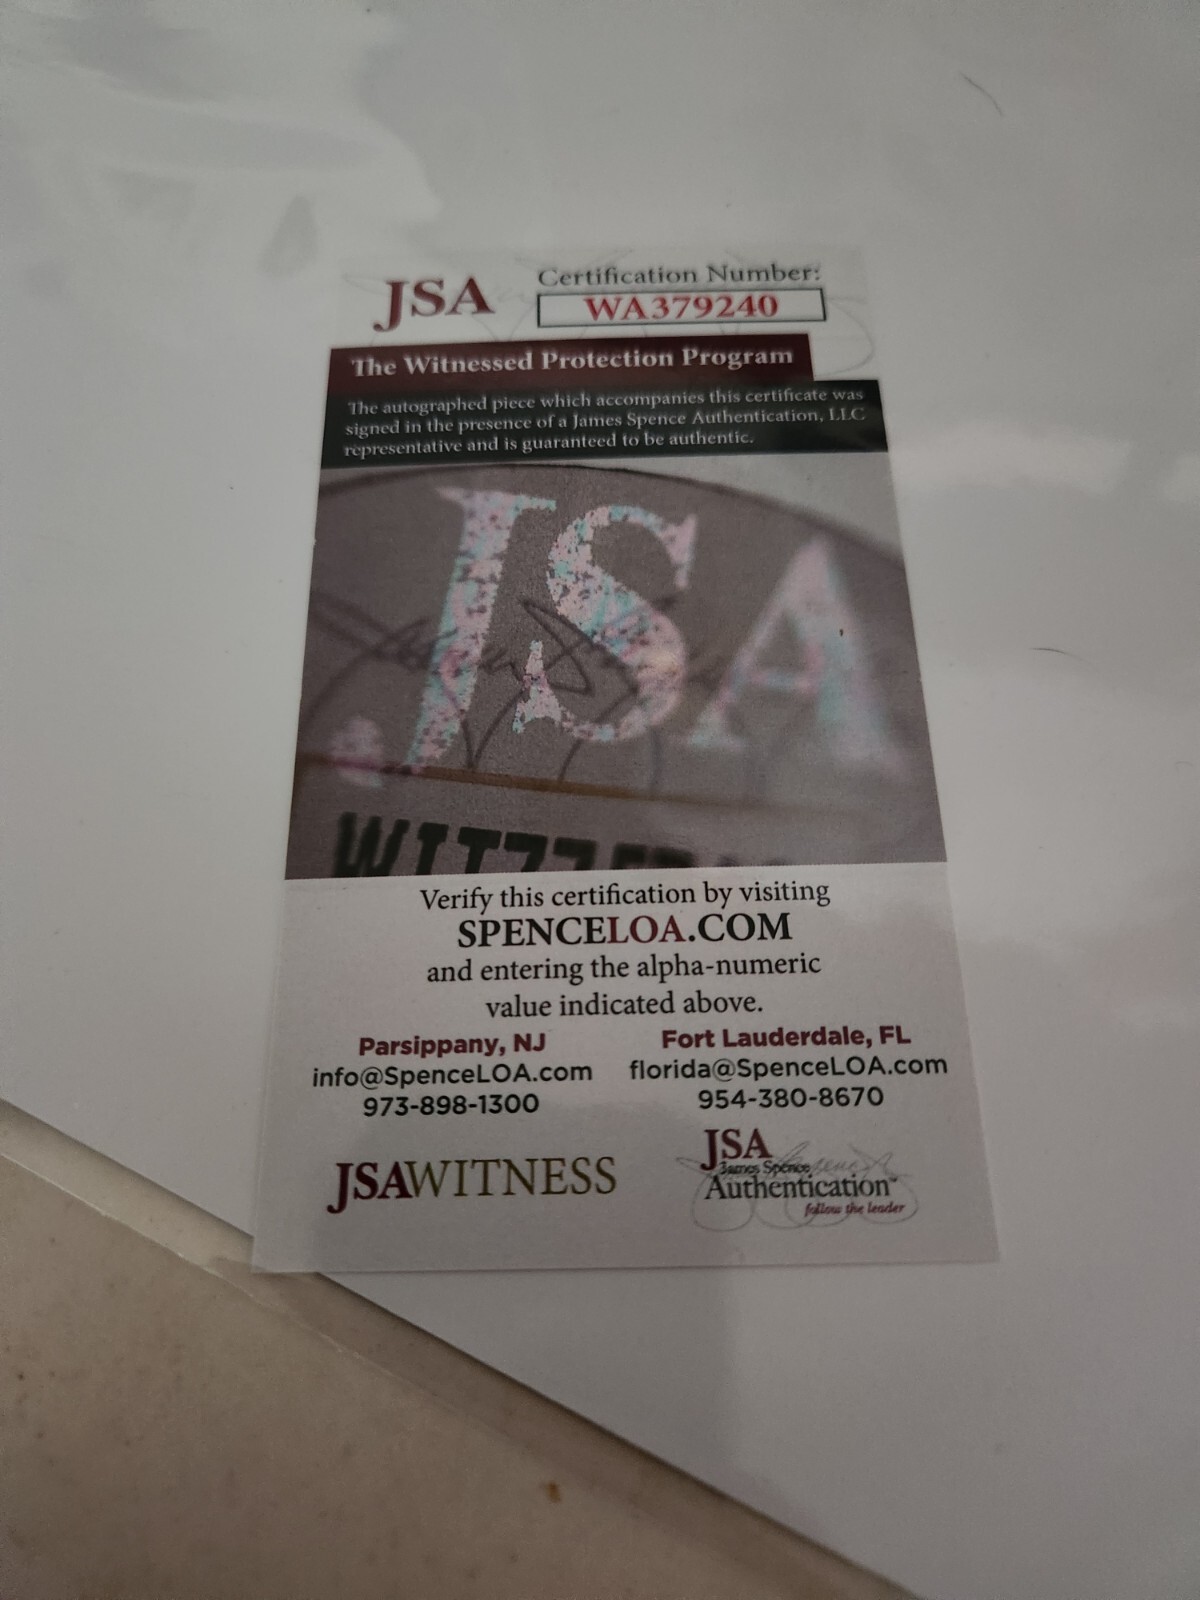 JSA
Certification Number:
WA379240
The Witnessed Protection Program
The autographed piece which accompanies this certificate was
signed in the presence of a James Spence Authentication, LLC
representative and is guaranteed to be authentic.
JSA
Verify this certification by visiting
SPENCELOA.COM
and entering the alpha-numeric
value indicated above.
Parsippany, NJ
info@SpenceLOA.com
973-898-1300
Fort Lauderdale, FL
florida@SpenceLOA.com
954-380-8670
JSAWITNESS
JSA
James Spence
Authentication™
follow the leader